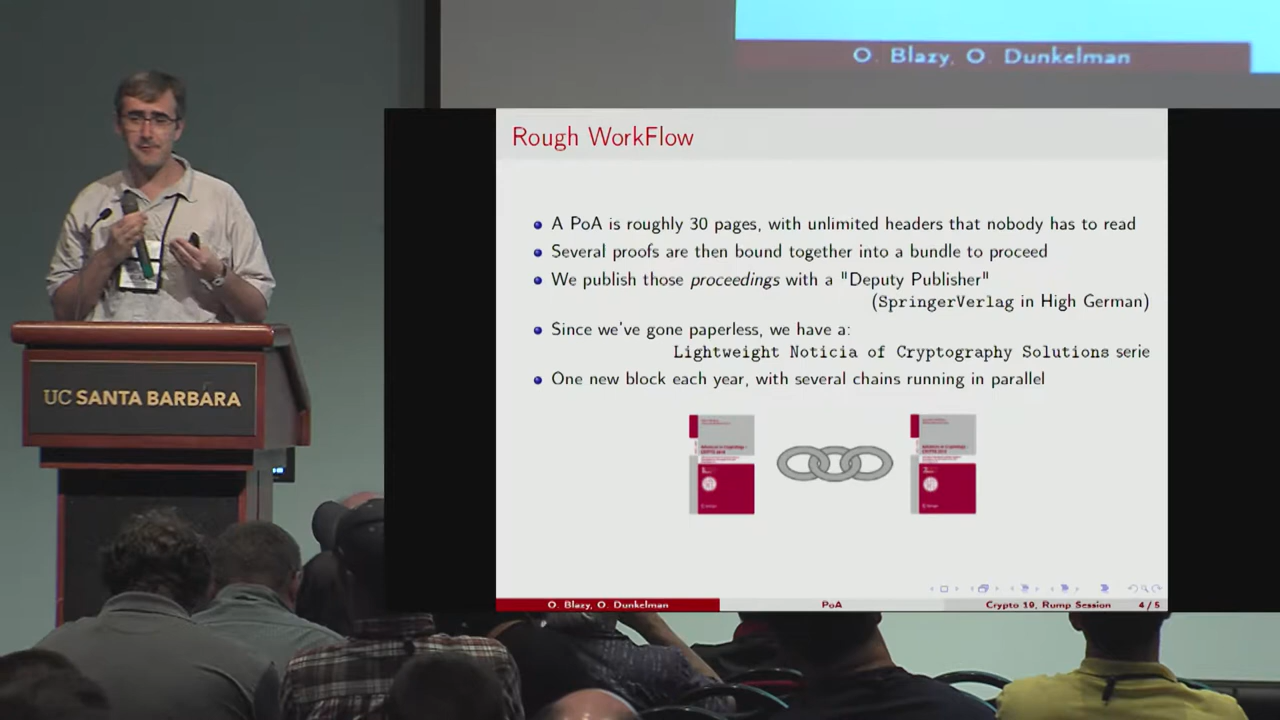 O. Blazy, O. Dunkelman
Rough WorkFlow
A PoA is roughly 30 pages, with unlimited headers that nobody has to read
Several proofs are then bound together into a bundle to proceed
We publish those proceedings with a "Deputy Publisher"
(SpringerVerlag in High German)
Since we've gone paperless, we have a:
Lightweight Noticia of Cryptography Solutions serie
One new block each year, with several chains running in parallel
UC SANTA BARBARA
O. Blazy, O. Dunkelman
PoA
Crypto 19, Rump Session
4 / 5